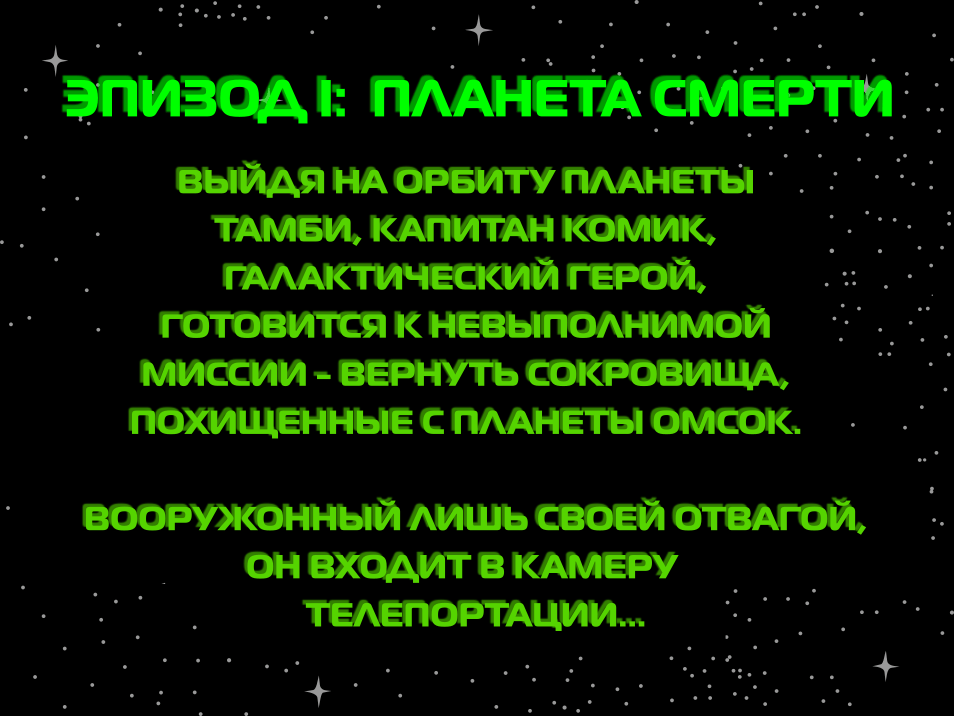 ЭПИЗОД I: ПЛАНЕТА СМЕРТИ
ВЫЙДЯ НА ОРБИТУ ПЛАНЕТЫ
ТАМБИ, КАПИТАН КОМИК,
ГАЛАКТИЧЕСКИЙ ГЕРОЙ,
ГОТОВИТСЯ К НЕВЫПОЛНИМОЙ
МИССИИ - ВЕРНУТЬ СОКРОВИЩА,
ПОХИЩЕННЫЕ С ПЛАНЕТЫ ОМСОК.
ВООРУЖОННЫЙ ЛИШЬ СВОЕЙ ОТВАГОЙ,
ОН ВХОДИТ В КАМЕРУ
ТЕЛЕПОРТАЦИИ...